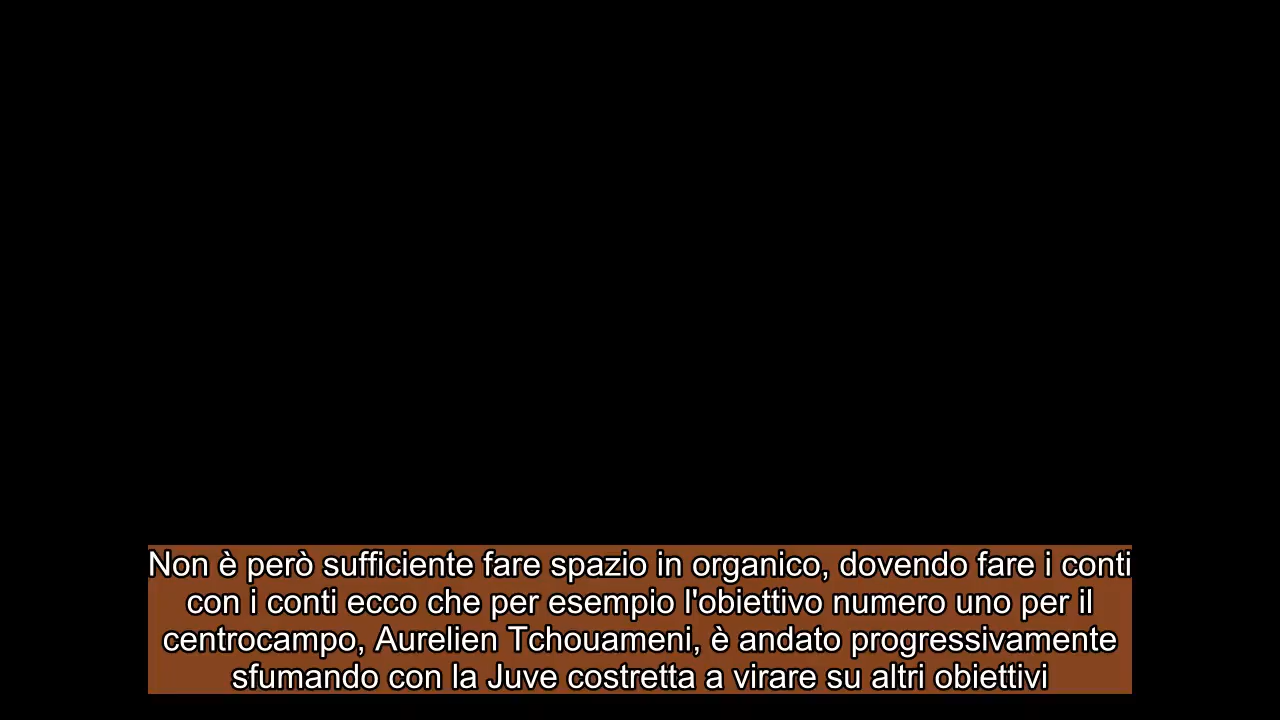 Non è però sufficiente fare spazio in organico, dovendo fare i conti
con i conti ecco che per esempio l'obiettivo numero uno per il
centrocampo, Aurelien Tchouameni, è andato progressivamente
sfumando con la Juve costretta a virare su altri obiettivi